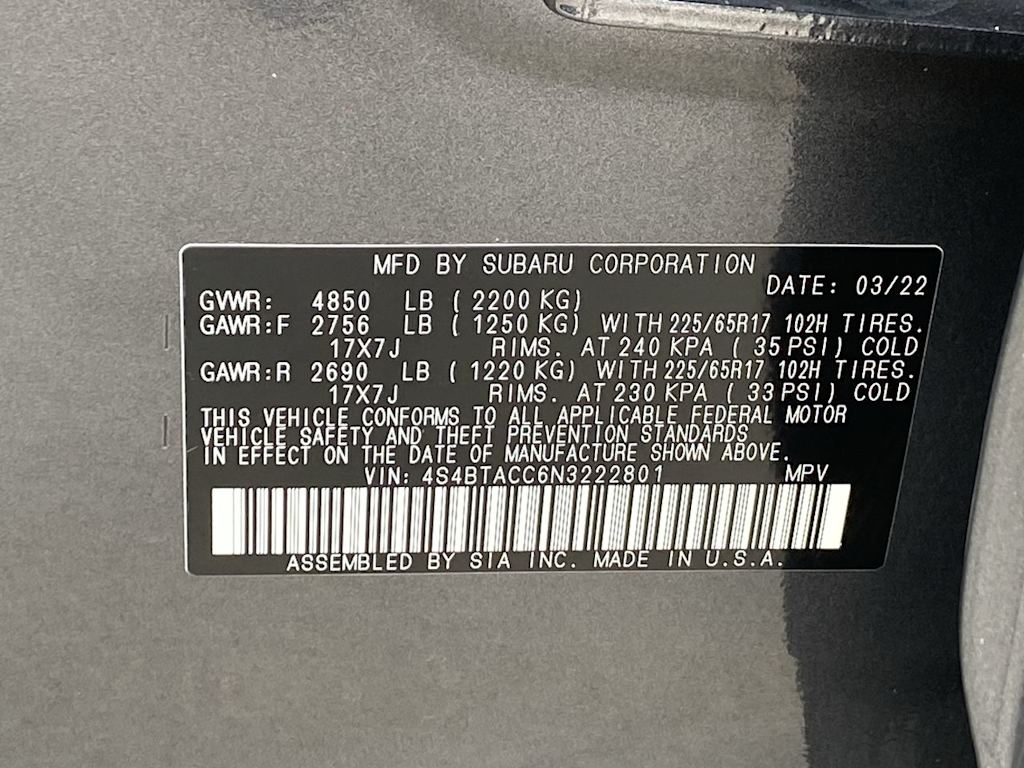 MFD BY SUBARU CORPORATION
DATE: 03/22
GVWR: 4850 LB ( 2200 KG)
GAWR:F 2756 LB ( 1250 KG) WITH 225/65R17 102H TIRES.
17X7J RIMS. AT 240 KPA ( 35 PSI) COLD
GAWR:R 2690 LB ( 1220 KG) WITH 225/65R17 102H TIRES.
17X7J RIMS. AT 230 KPA ( 33 PSI) COLD
THIS VEHICLE CONFORMS TO ALL APPLICABLE FEDERAL MOTOR
VEHICLE SAFETY AND THEFT PREVENTION STANDARDS
IN EFFECT ON THE DATE OF MANUFACTURE SHOWN ABOVE.
VIN: 4S4BTACC6N3222801 MPV
ASSEMBLED BY SIA INC. MADE IN U.S.A.